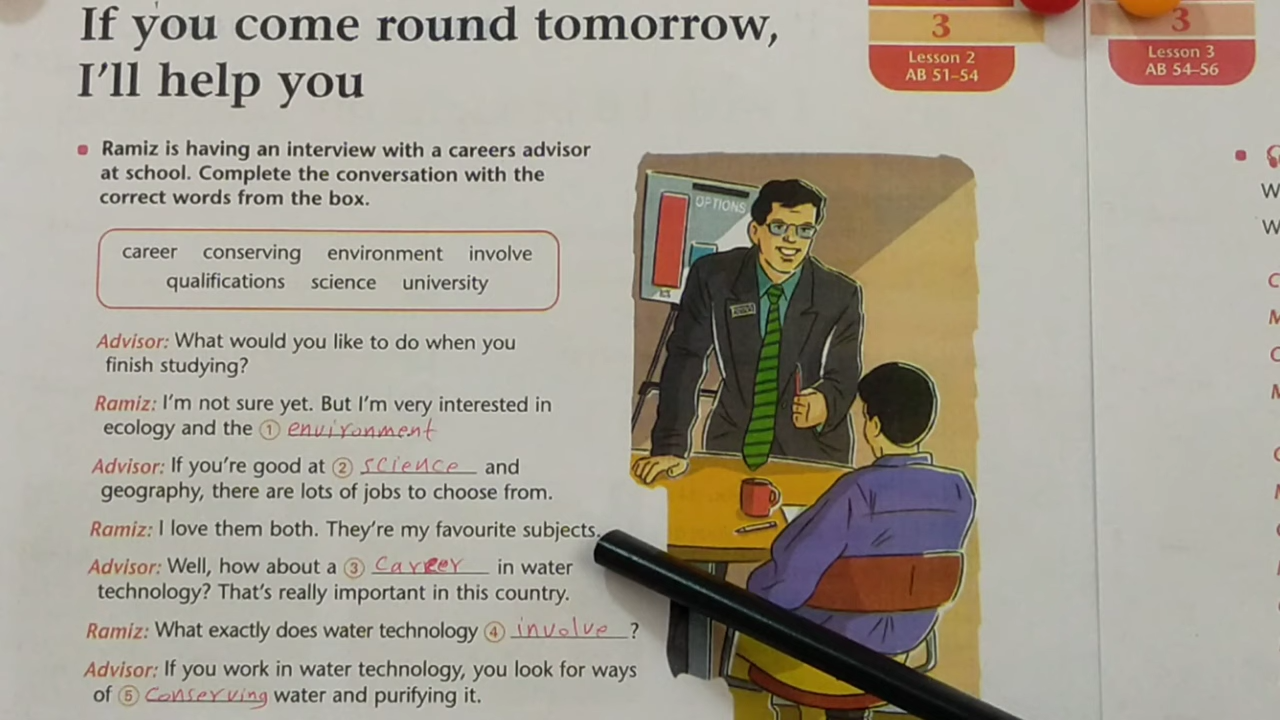 If you come round tomorrow,
I'll help you
3
Lesson 2
AB 51–54
3
Lesson 3
AB 54–56
Ramiz is having an interview with a careers advisor
at school. Complete the conversation with the
correct words from the box.
career conserving environment involve
qualifications science university
Advisor: What would you like to do when you
finish studying?
Ramiz: I'm not sure yet. But I'm very interested in
ecology and the ① environment
Advisor: If you're good at ② science and
geography, there are lots of jobs to choose from.
Ramiz: I love them both. They're my favourite subjects.
Advisor: Well, how about a ③ career in water
technology? That's really important in this country.
Ramiz: What exactly does water technology ④ involve ?
Advisor: If you work in water technology, you look for ways
of ⑤ conserving water and purifying it.
OPTIONS